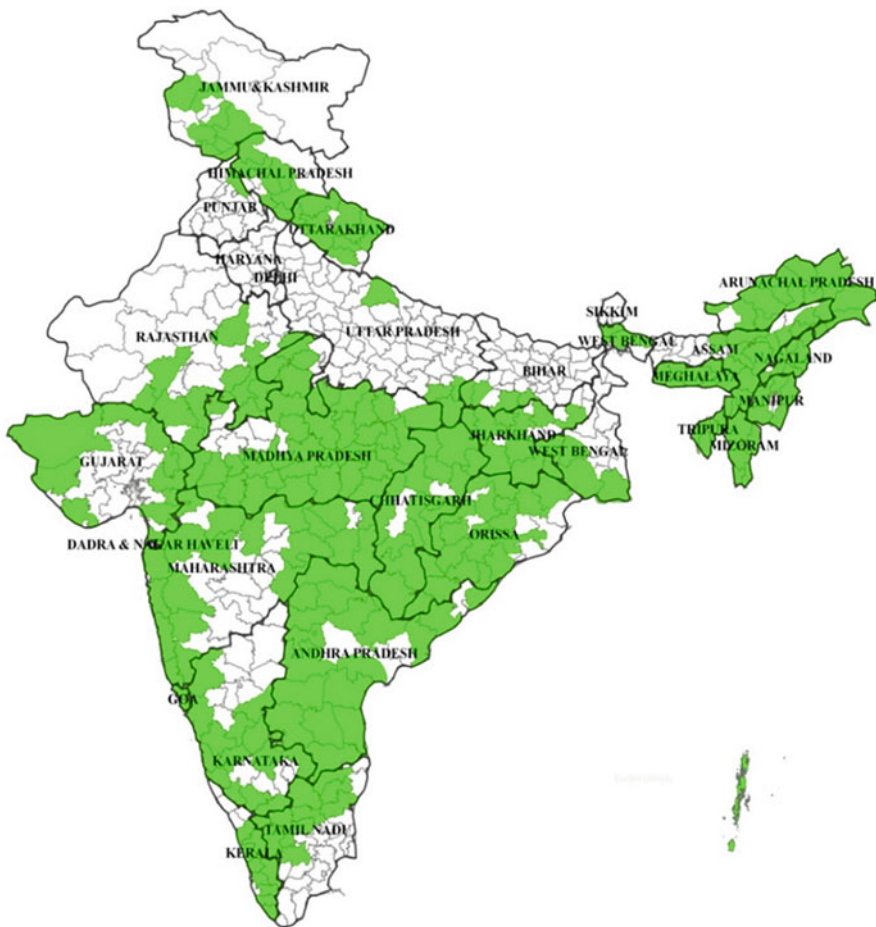 JAMMU&KASHMIR
HIMACHAL PRADESH
PUNJAB
UTTARAKHAND
HARYANA
DELHI
ARUNACHAL PRADESH
SIKKIM
RAJASTHAN
UTTAR PRADESH
WEST BENGAL
ASSAM
NAGALAND
BIHAR
MEGHALAYA
MANIPUR
TRIPURA
MIZORAM
JHARKHAND
WEST BENGAL
GUJARAT
MADHYA PRADESH
CHHATISGARH
ORISSA
DADRA & NAGAR HAVELI
MAHARASHTRA
ANDHRA PRADESH
GOA
KARNATAKA
TAMIL NADU
KERALA